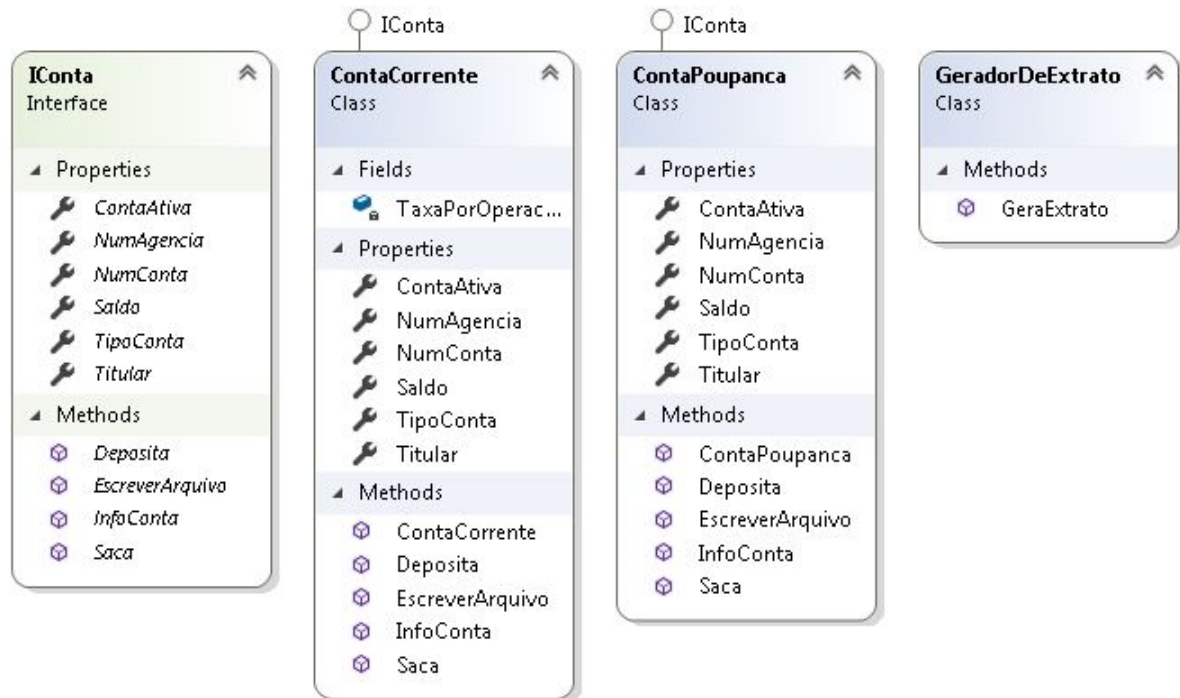 IConta
Interface
Properties
ContaAtiva
NumAgencia
NumConta
Saldo
TipoConta
Titular
Methods
Deposita
EscreverArquivo
InfoConta
Saca
IConta
ContaCorrente
Class
Fields
TaxaPorOperac...
Properties
ContaAtiva
NumAgencia
NumConta
Saldo
TipoConta
Titular
Methods
ContaCorrente
Deposita
EscreverArquivo
InfoConta
Saca
IConta
ContaPoupanca
Class
Properties
ContaAtiva
NumAgencia
NumConta
Saldo
TipoConta
Titular
Methods
ContaPoupanca
Deposita
EscreverArquivo
InfoConta
Saca
GeradorDeExtrato
Class
Methods
GeraExtrato